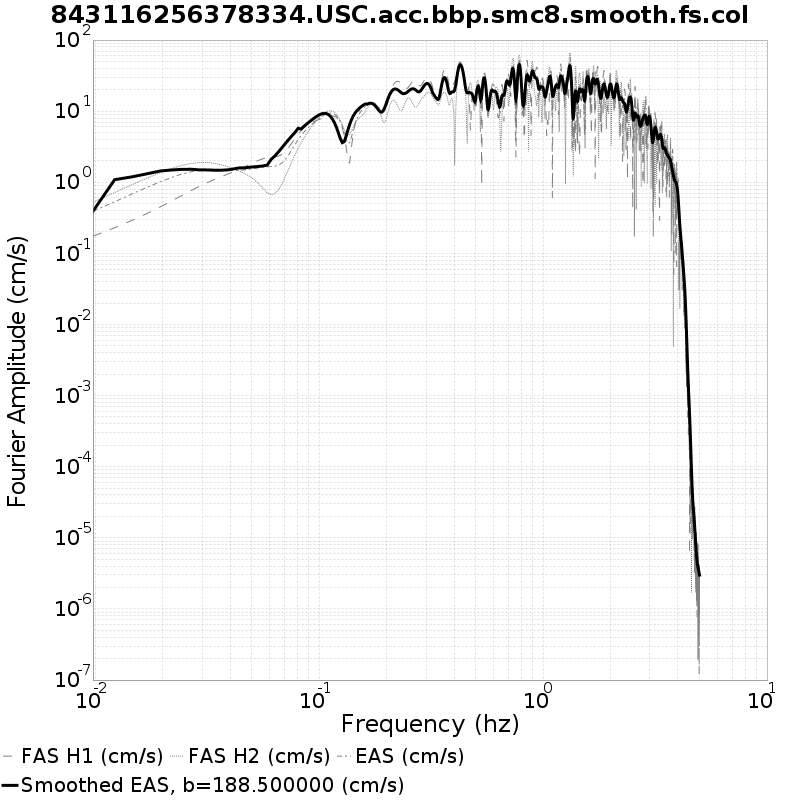 843116256378334.USC.acc.bbp.smc8.smooth.fs.col
10^2
10^1
10^0
10^-1
10^-2
10^-3
10^-4
10^-5
10^-6
10^-7
Fourier Amplitude (cm/s)
10^-2 10^-1 10^0 10^1
Frequency (hz)
FAS H1 (cm/s) FAS H2 (cm/s) EAS (cm/s)
Smoothed EAS, b=188.500000 (cm/s)